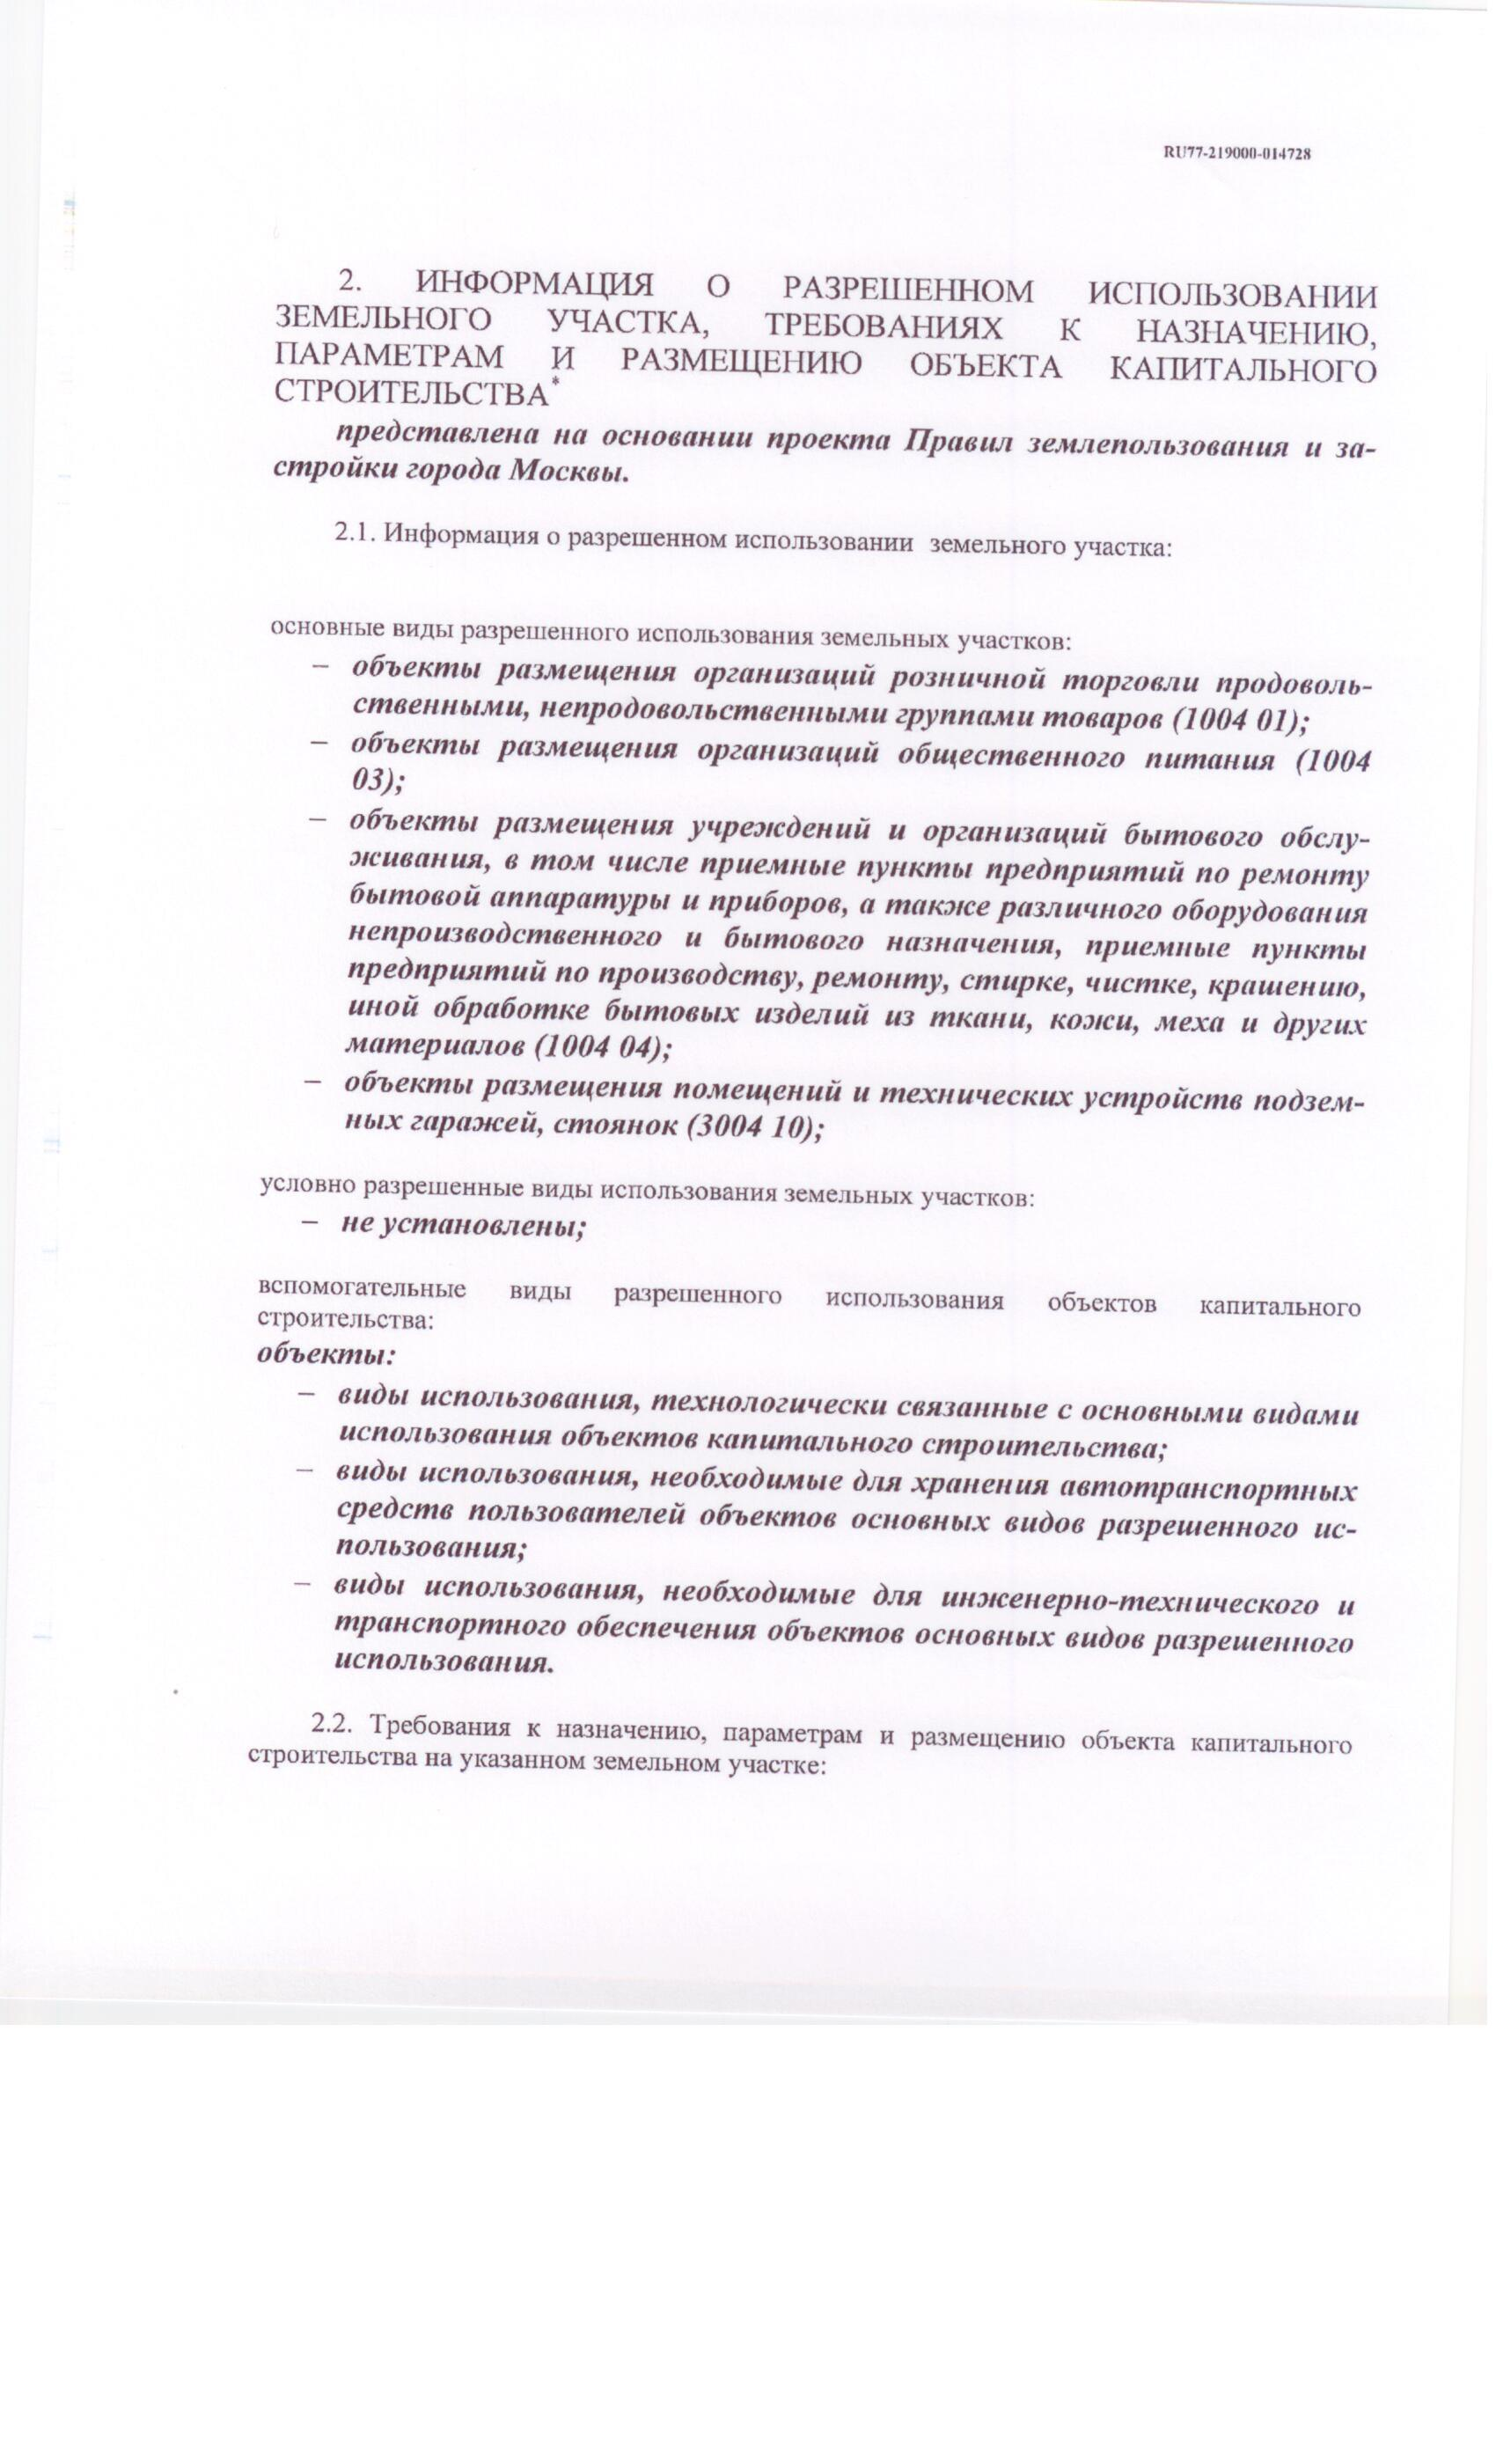 RU77-219000-014728
2. ИНФОРМАЦИЯ О РАЗРЕШЕННОМ ИСПОЛЬЗОВАНИИ
ЗЕМЕЛЬНОГО УЧАСТКА, ТРЕБОВАНИЯХ К НАЗНАЧЕНИЮ,
ПАРАМЕТРАМ И РАЗМЕЩЕНИЮ ОБЪЕКТА КАПИТАЛЬНОГО
СТРОИТЕЛЬСТВА*
представлена на основании проекта Правил землепользования и за-
стройки города Москвы.
2.1. Информация о разрешенном использовании земельного участка:
основные виды разрешенного использования земельных участков:
– объекты размещения организаций розничной торговли продоволь-
ственными, непродовольственными группами товаров (1004 01);
– объекты размещения организаций общественного питания (1004
03);
– объекты размещения учреждений и организаций бытового обслу-
живания, в том числе приемные пункты предприятий по ремонту
бытовой аппаратуры и приборов, а также различного оборудования
непроизводственного и бытового назначения, приемные пункты
предприятий по производству, ремонту, стирке, чистке, крашению,
иной обработке бытовых изделий из ткани, кожи, меха и других
материалов (1004 04);
– объекты размещения помещений и технических устройств подзем-
ных гаражей, стоянок (3004 10);
условно разрешенные виды использования земельных участков:
– не установлены;
вспомогательные виды разрешенного использования объектов капитального
строительства:
объекты:
– виды использования, технологически связанные с основными видами
использования объектов капитального строительства;
– виды использования, необходимые для хранения автотранспортных
средств пользователей объектов основных видов разрешенного ис-
пользования;
– виды использования, необходимые для инженерно-технического и
транспортного обеспечения объектов основных видов разрешенного
использования.
2.2. Требования к назначению, параметрам и размещению объекта капитального
строительства на указанном земельном участке: